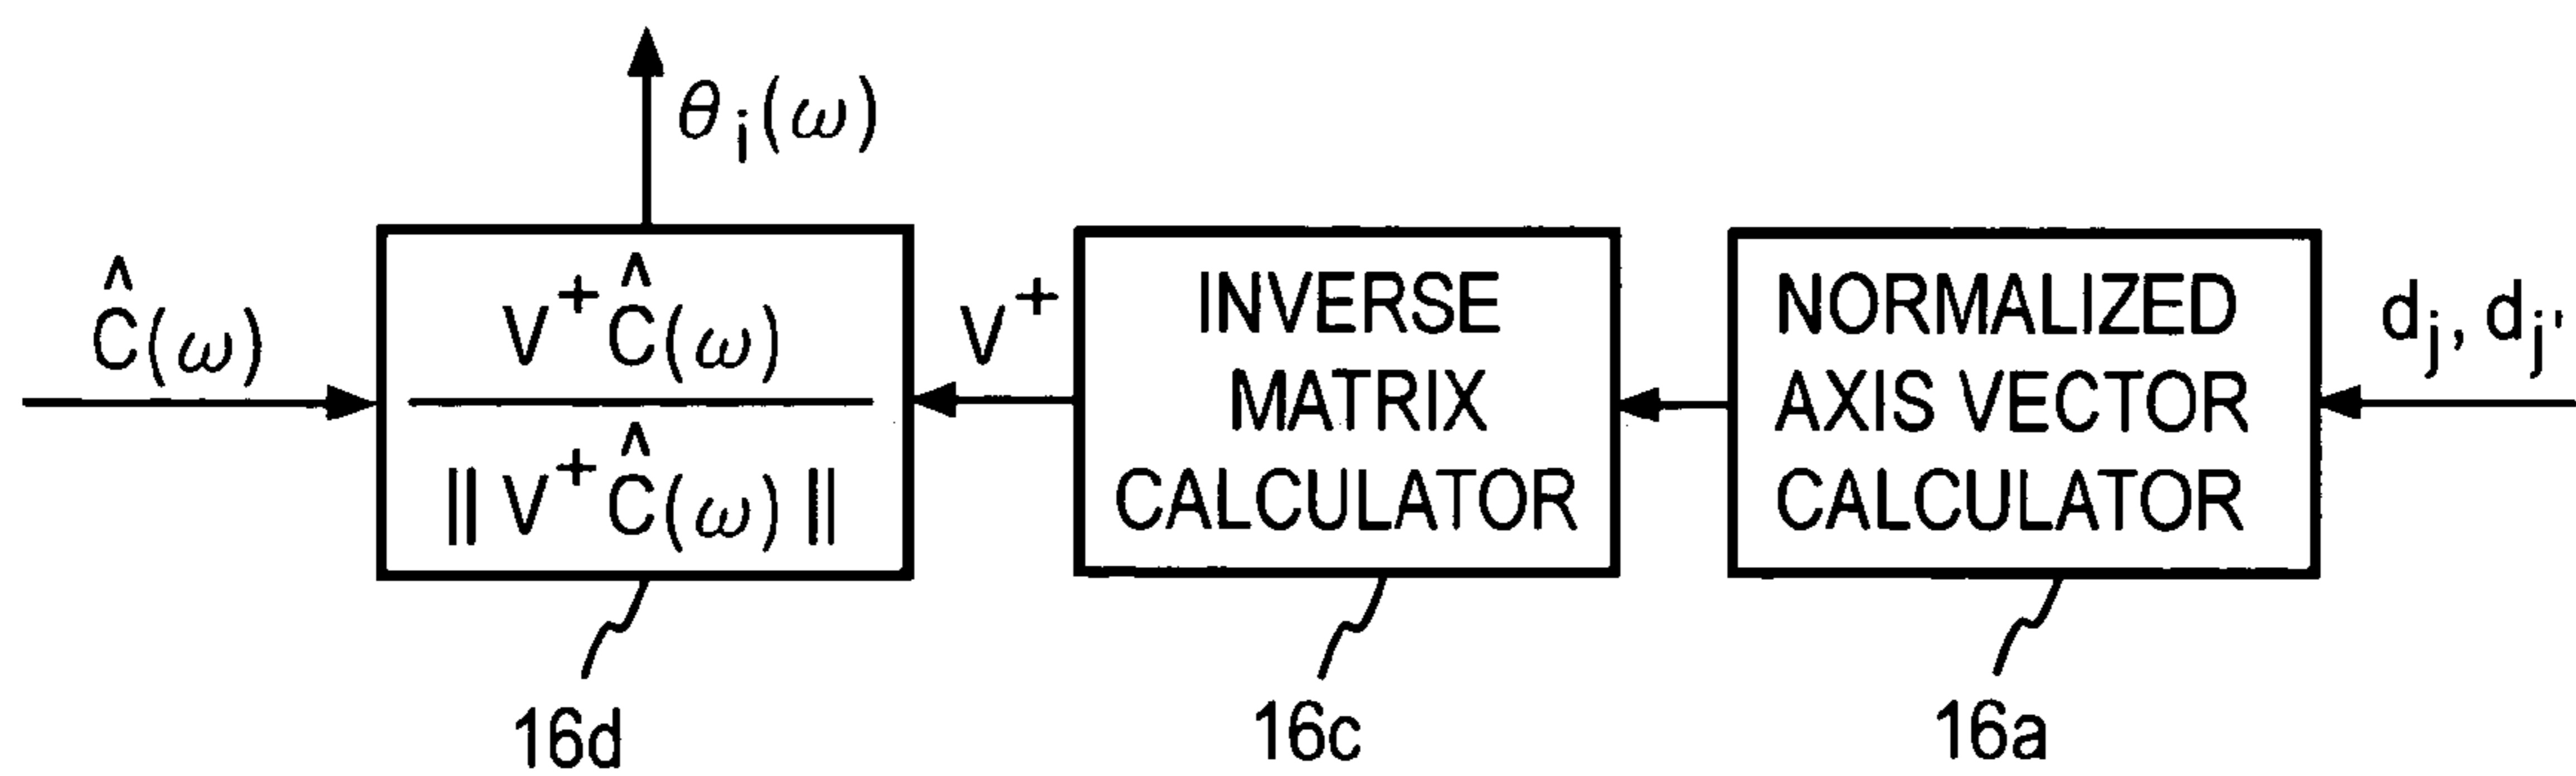 θi(ω)
Ĉ(ω)
V+Ĉ(ω)
||V+Ĉ(ω)||
V+
INVERSE
MATRIX
CALCULATOR
NORMALIZED
AXIS VECTOR
CALCULATOR
dj, dj'
16d
16c
16a